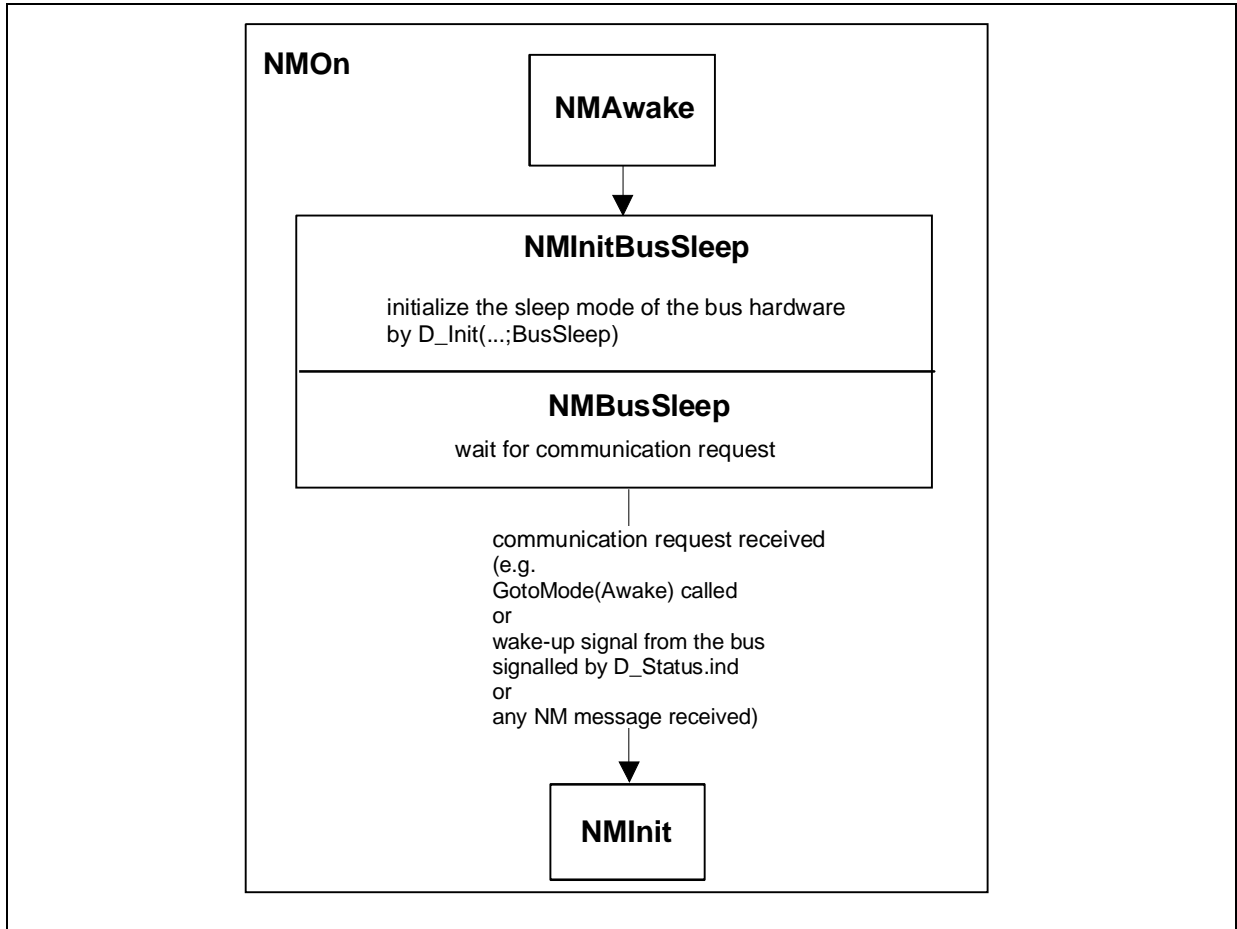 NMOn
NMAwake
NMInitBusSleep
initialize the sleep mode of the bus hardware
by D_Init(...;BusSleep)
NMBusSleep
wait for communication request
communication request received
(e.g.
GotoMode(Awake) called
or
wake-up signal from the bus
signalled by D_Status.ind
or
any NM message received)
NMInit